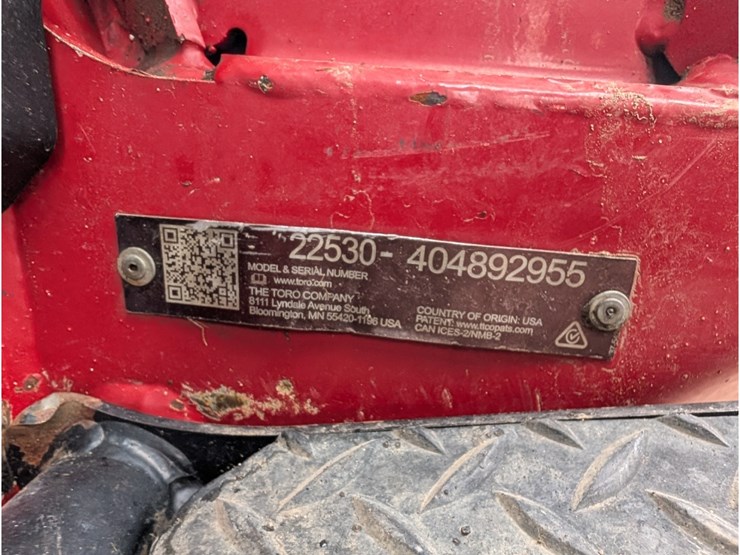 22530-404892955
MODEL & SERIAL NUMBER
www.toro.com
THE TORO COMPANY
8111 Lyndale Avenue South
Bloomington, MN 55420-1196 USA
COUNTRY OF ORIGIN: USA
PATENT: www.ttcopats.com
CAN ICES-2/NMB-2